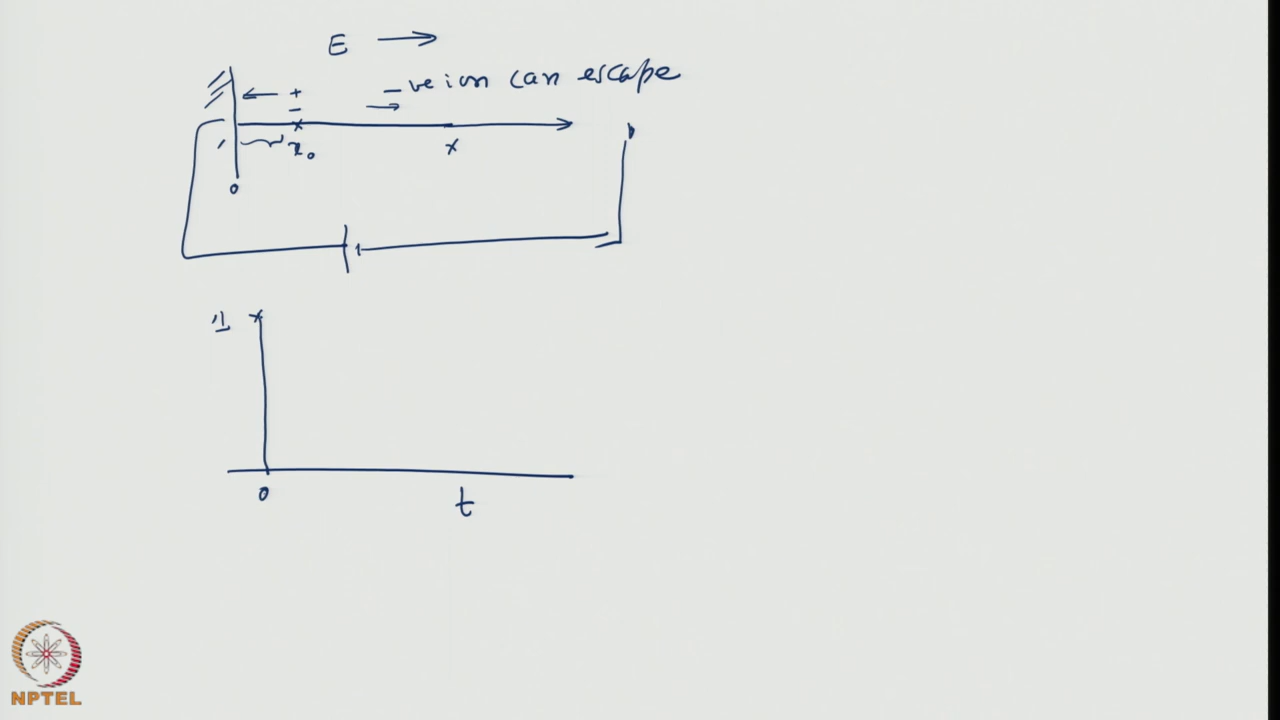 E →
-ve ion can escape
← +
-
x
x₀
x
0
1
0
t
NPTEL